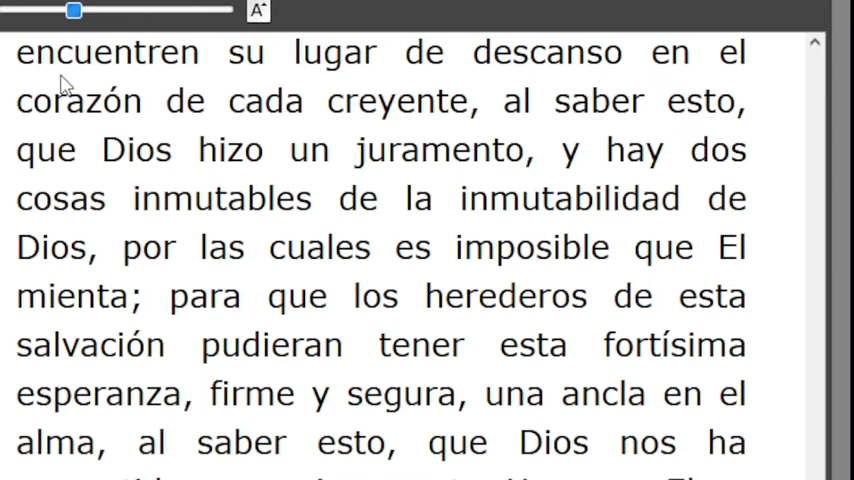 A
encuentren su lugar de descanso en el
corazón de cada creyente, al saber esto,
que Dios hizo un juramento, y hay dos
cosas inmutables de la inmutabilidad de
Dios, por las cuales es imposible que El
mienta; para que los herederos de esta
salvación pudieran tener esta fortísima
esperanza, firme y segura, una ancla en el
alma, al saber esto, que Dios nos ha